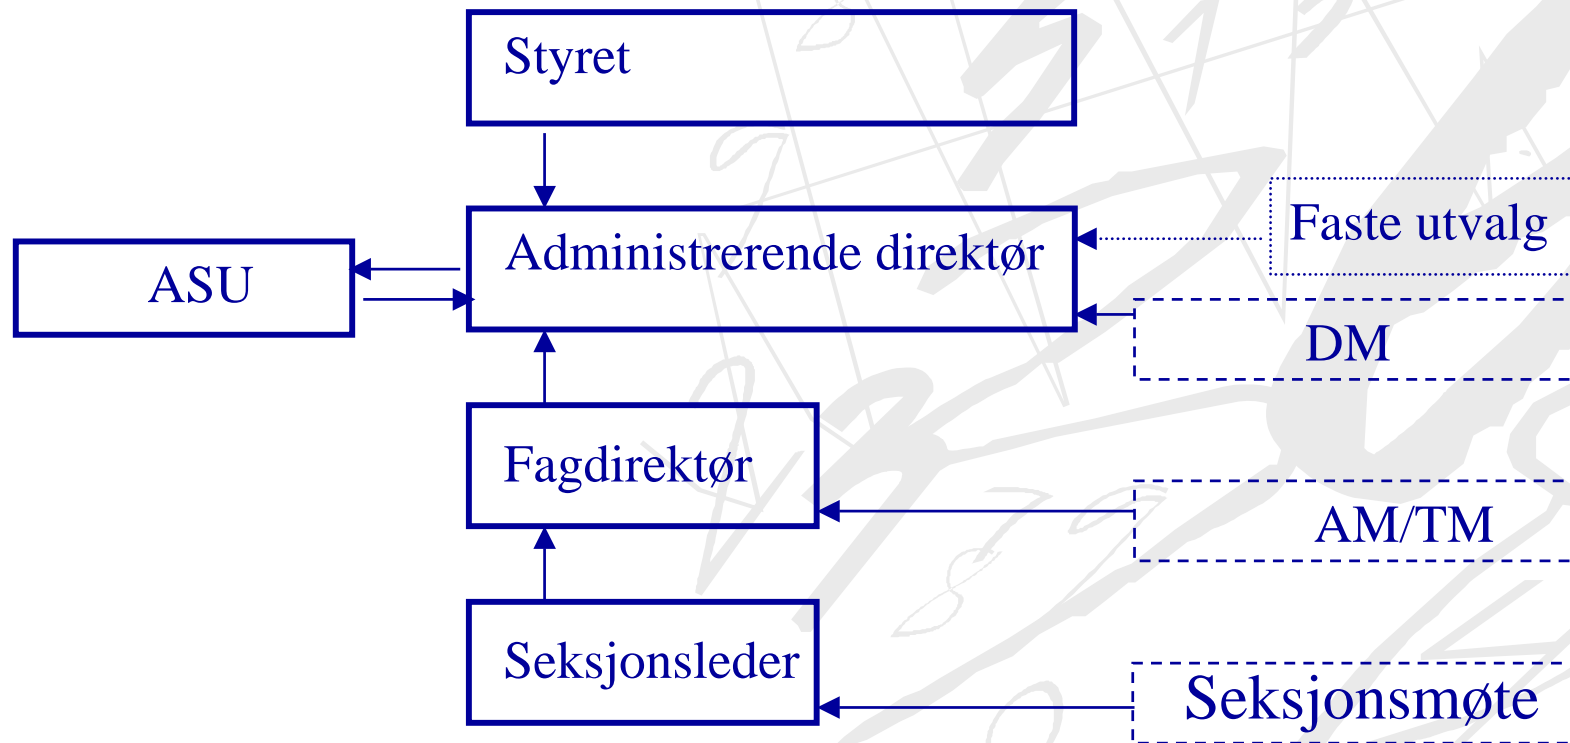 Styret
Administrerende direktør
Faste utvalg
ASU
DM
Fagdirektør
AM/TM
Seksjonsleder
Seksjonsmøte